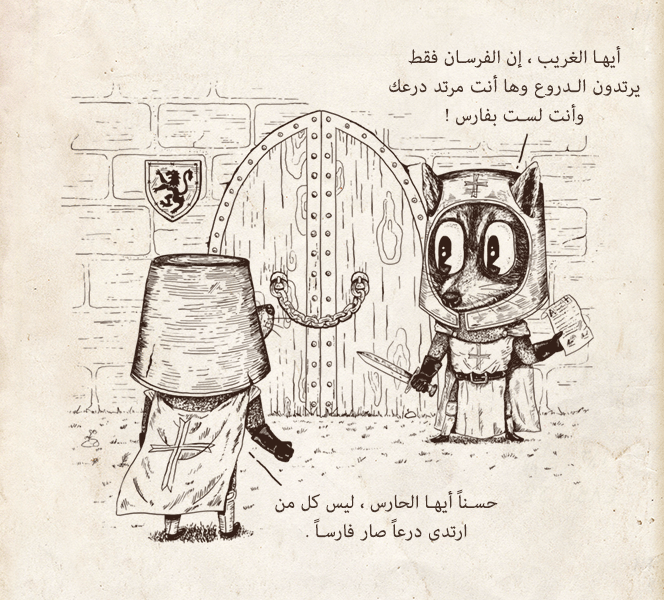 أيها الغريب ، إن الفرسان فقط
يرتدون الدروع وها أنت مرتد درعك
وأنت لست بفارس !
حسناً أيها الحارس ، ليس كل من
ارتدى درعاً صار فارساً .